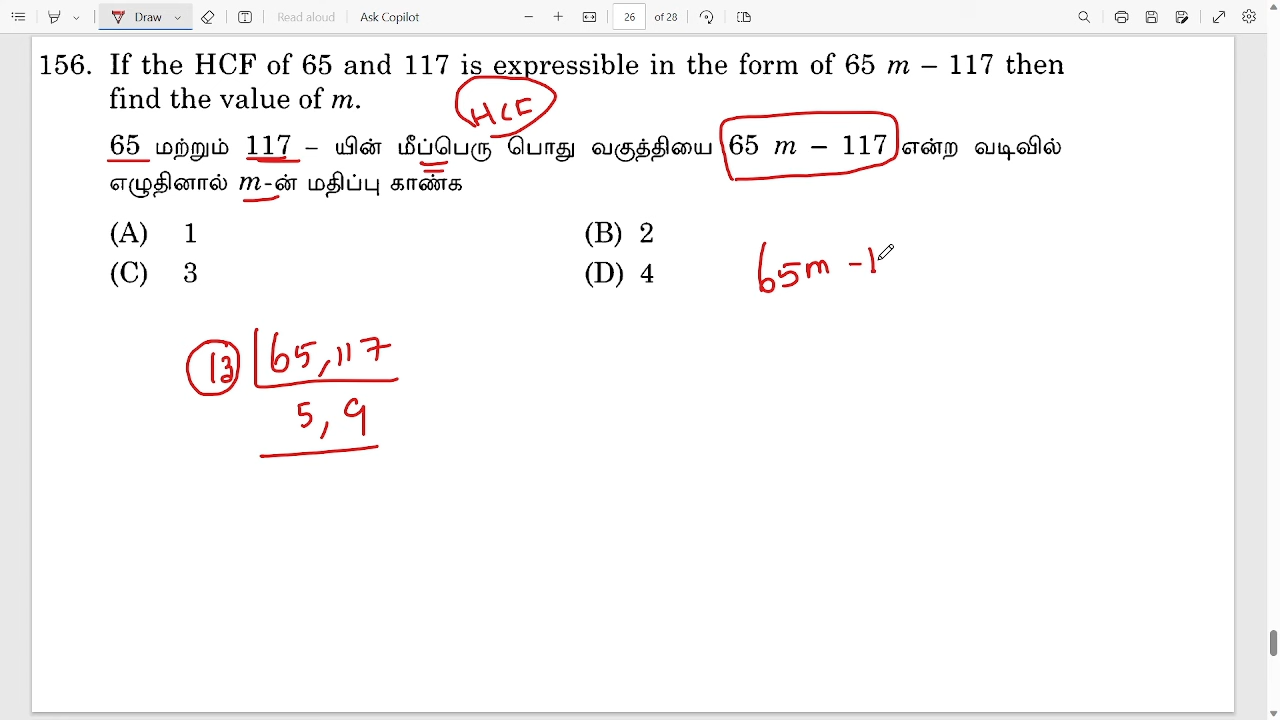 Draw Read aloud Ask Copilot 26 of 28
156. If the HCF of 65 and 117 is expressible in the form of 65 m – 117 then
find the value of m.
HCF
65 மற்றும் 117 – யின் மீப்பெரு பொது வகுத்தியை 65 m – 117 என்ற வடிவில்
எழுதினால் m-ன் மதிப்பு காண்க
(A) 1 (B) 2
(C) 3 (D) 4
65m -1
13 65, 117
5, 9